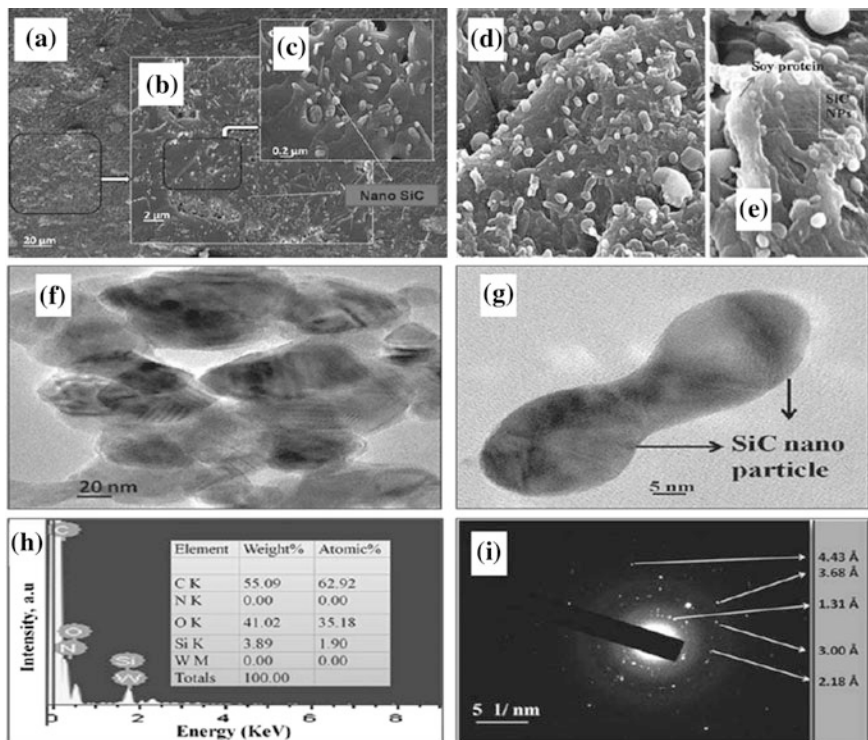 (a)
(b)
(c)
(d)
(e)
0.2 µm
Nano SiC
2 µm
20 µm
Soy protein
SiC
NPs
(f)
20 nm
(g)
SiC nano
particle
5 nm
(h)
C
O
N
Si
W
Element Weight% Atomic%
C K 55.09 62.92
N K 0.00 0.00
O K 41.02 35.18
Si K 3.89 1.90
W M 0.00 0.00
Totals 100.00
Intensity, a.u
0 2 4 6 8
Energy (KeV)
(i)
4.43 Å
3.68 Å
1.31 Å
3.00 Å
2.18 Å
5 1/ nm